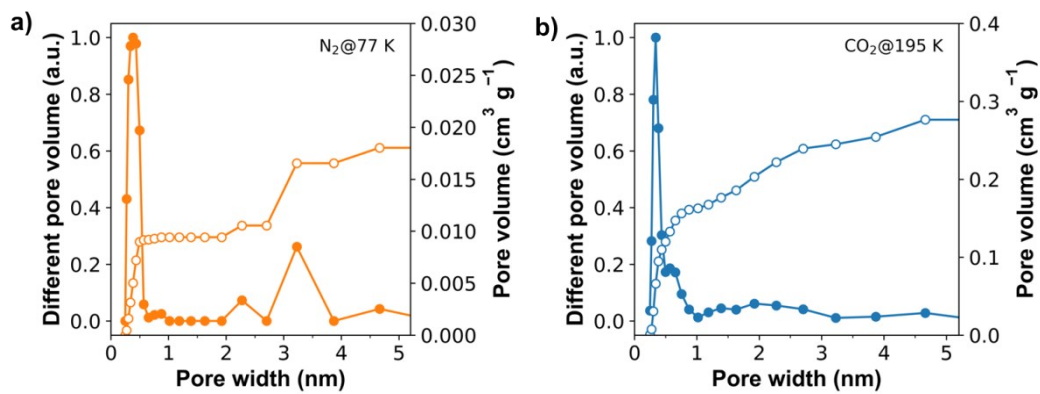 a)
N₂@77 K
Different pore volume (a.u.)
1.0
0.8
0.6
0.4
0.2
0.0
0.030
0.025
0.020
0.015
0.010
0.005
0.000
Pore volume (cm³ g⁻¹)
0 1 2 3 4 5
Pore width (nm)
b)
CO₂@195 K
Different pore volume (a.u.)
1.0
0.8
0.6
0.4
0.2
0.0
0.4
0.3
0.2
0.1
0.0
Pore volume (cm³ g⁻¹)
0 1 2 3 4 5
Pore width (nm)